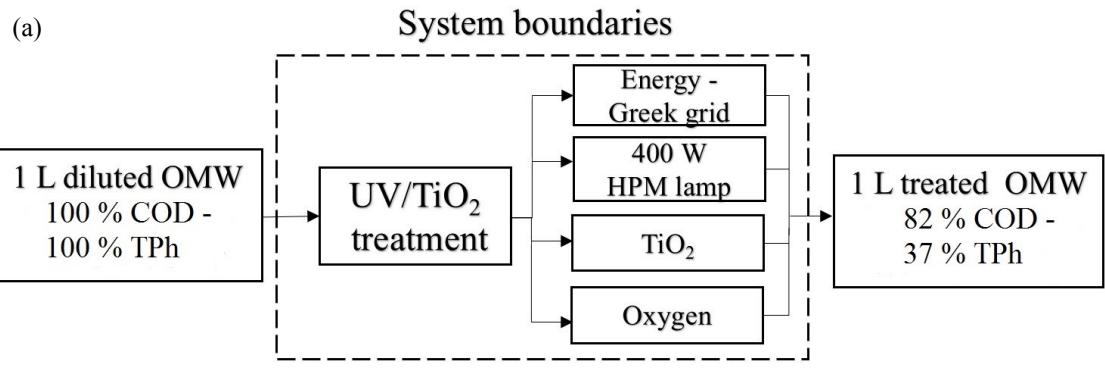 (a)
System boundaries
1 L diluted OMW
100 % COD -
100 % TPh
UV/TiO₂
treatment
Energy -
Greek grid
400 W
HPM lamp
TiO₂
Oxygen
1 L treated OMW
82 % COD -
37 % TPh